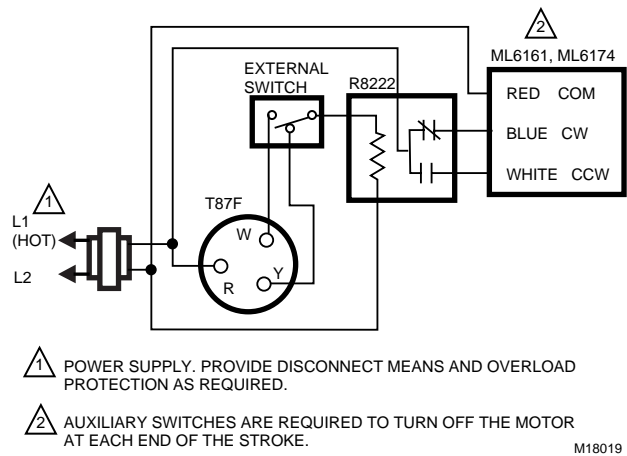 2
ML6161, ML6174
EXTERNAL
SWITCH
R8222
RED COM
BLUE CW
WHITE CCW
1
L1
(HOT)
L2
T87F
W
R
Y
1 POWER SUPPLY. PROVIDE DISCONNECT MEANS AND OVERLOAD
PROTECTION AS REQUIRED.
2 AUXILIARY SWITCHES ARE REQUIRED TO TURN OFF THE MOTOR
AT EACH END OF THE STROKE.
M18019